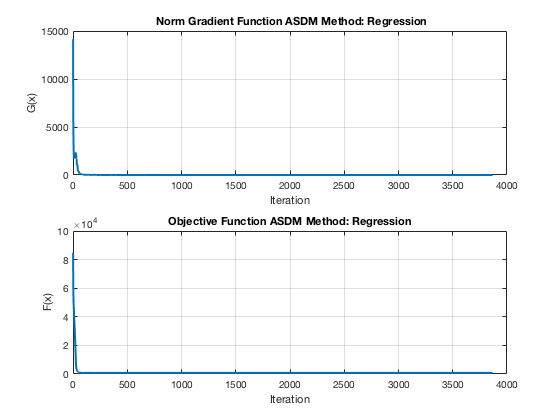 Norm Gradient Function ASDM Method: Regression
15000
10000
5000
0
G(x)
0 500 1000 1500 2000 2500 3000 3500 4000
Iteration
Objective Function ASDM Method: Regression
×10^4
10
8
6
4
2
0
F(x)
0 500 1000 1500 2000 2500 3000 3500 4000
Iteration